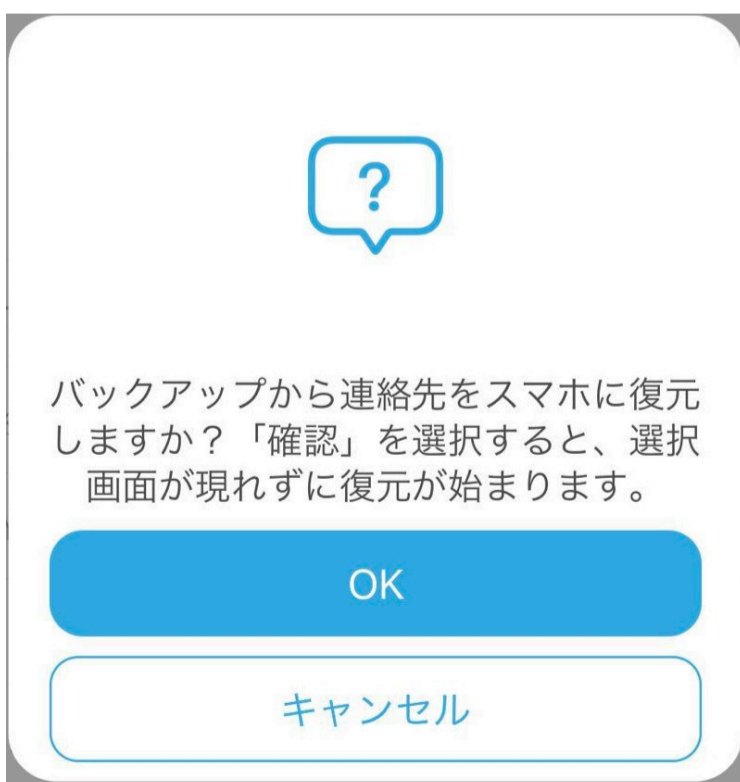 ?
バックアップから連絡先をスマホに復元
しますか？「確認」を選択すると、選択
画面が現れずに復元が始まります。
OK
キャンセル